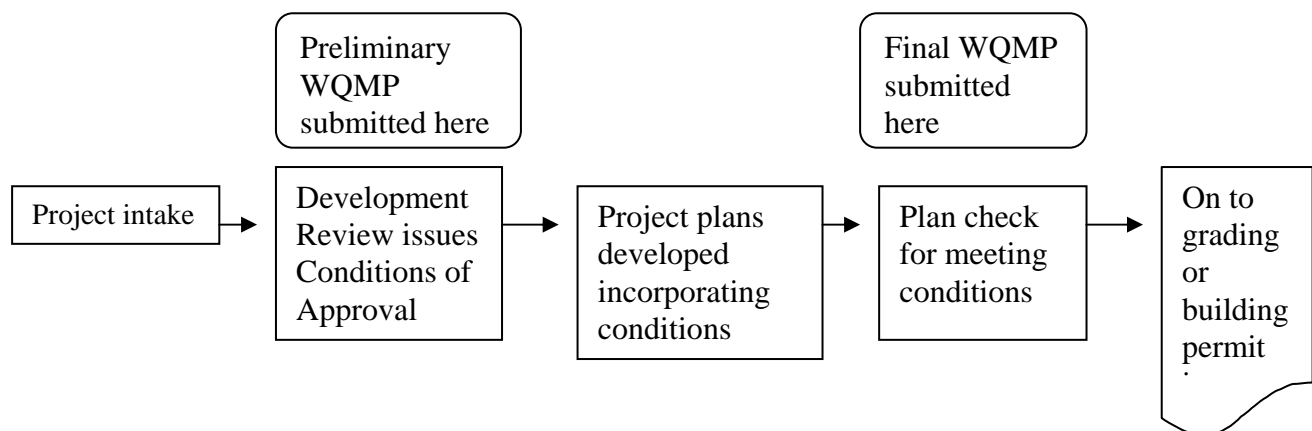 Preliminary
WQMP
submitted here
Final WQMP
submitted
here
Project intake
Development
Review issues
Conditions of
Approval
Project plans
developed
incorporating
conditions
Plan check
for meeting
conditions
On to
grading
or
building
permit